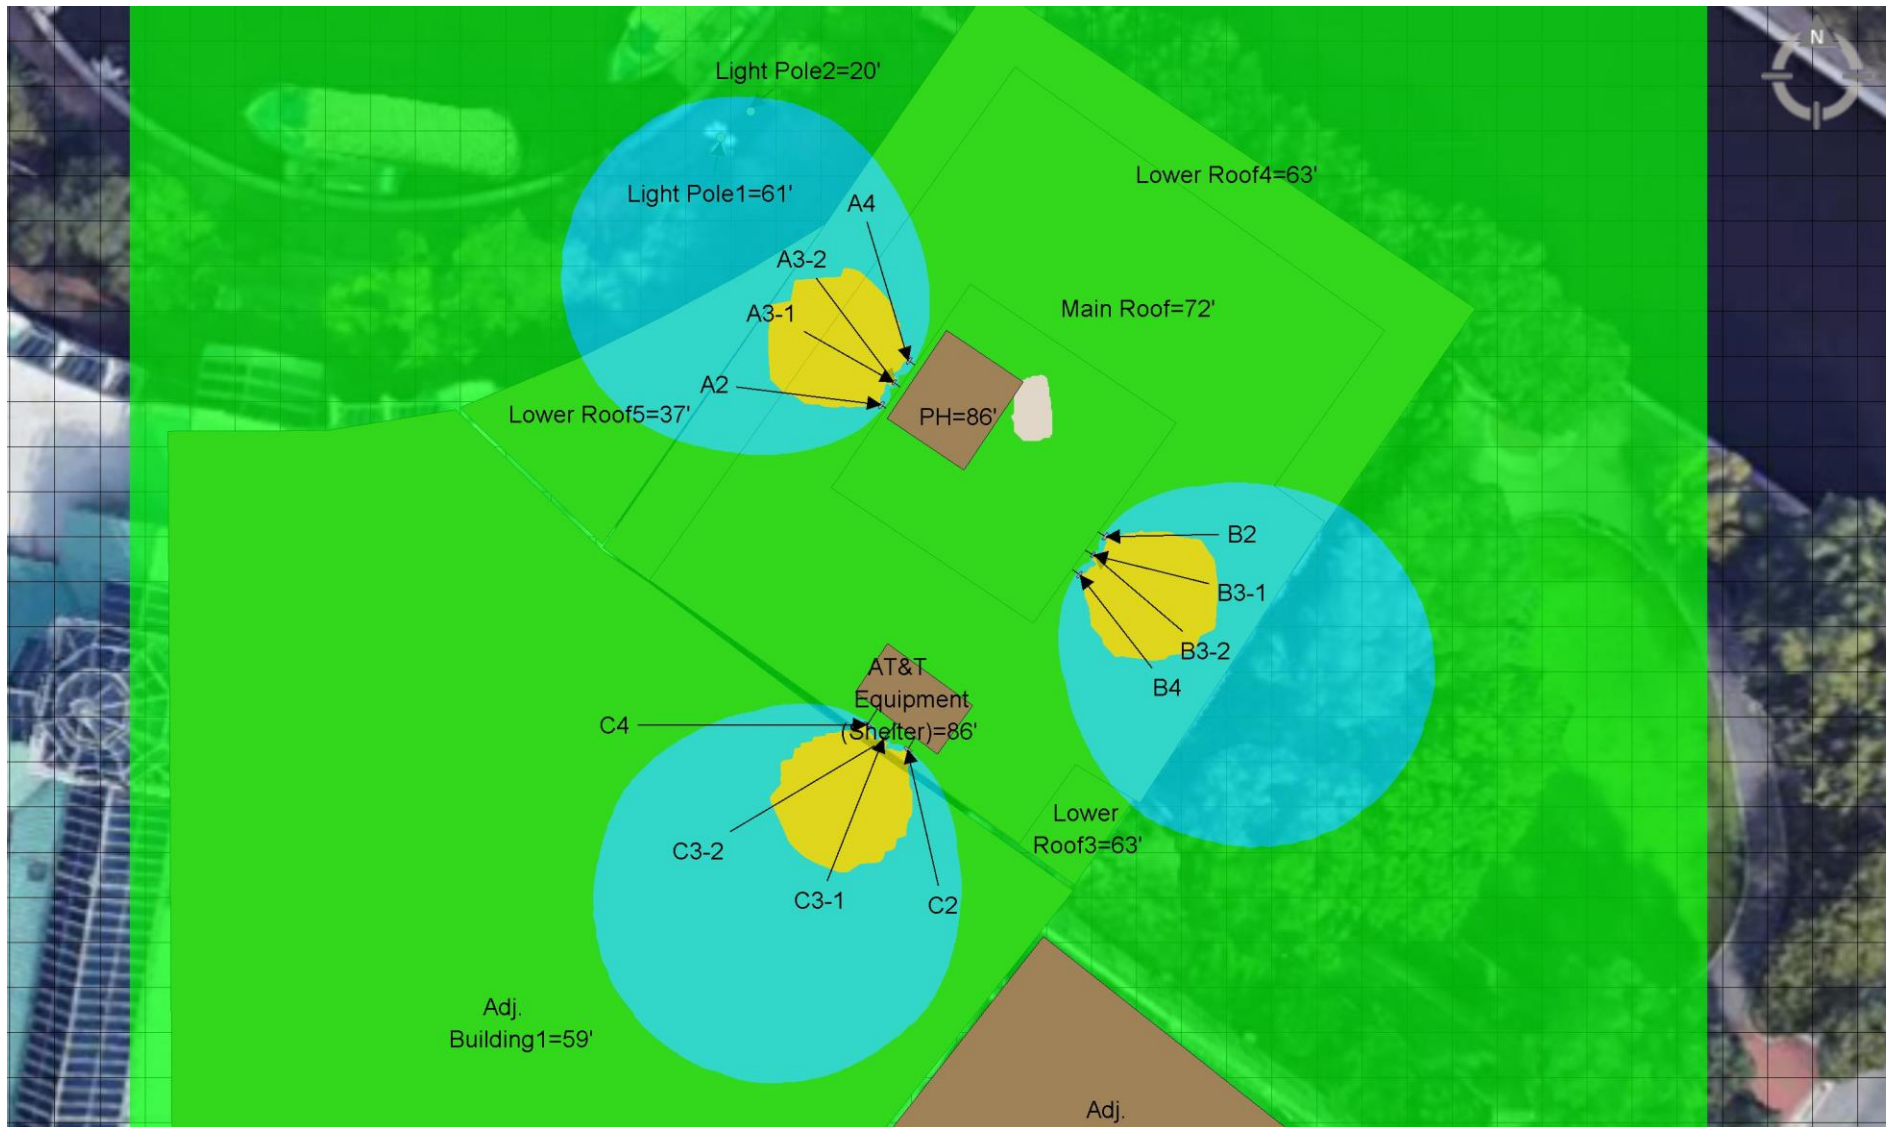 N
Light Pole2=20'
Lower Roof4=63'
Light Pole1=61'
A4
A3-2
Main Roof=72'
A3-1
A2
Lower Roof5=37'
PH=86'
B2
B3-1
B3-2
B4
AT&T
Equipment
(Shelter)=86'
C4
Lower
Roof3=63'
C3-2
C3-1
C2
Adj.
Building1=59'
Adj.